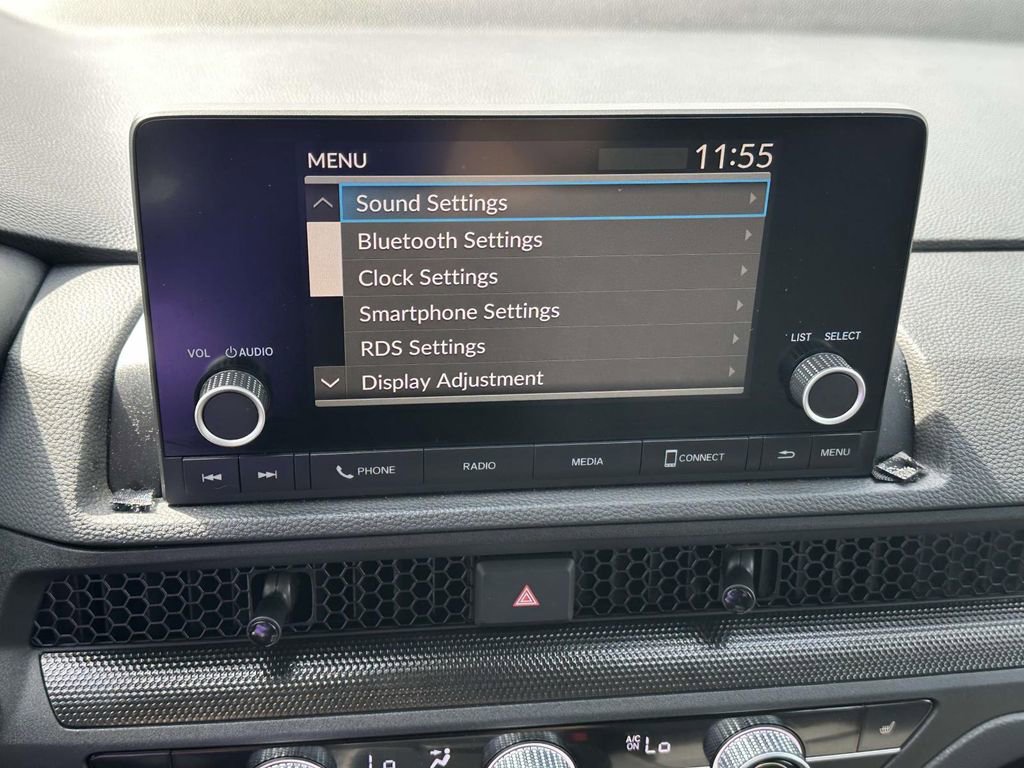 MENU 11:55
Sound Settings
Bluetooth Settings
Clock Settings
Smartphone Settings
RDS Settings
Display Adjustment
VOL AUDIO
LIST SELECT
PHONE RADIO MEDIA CONNECT MENU
Lo A/C ON Lo